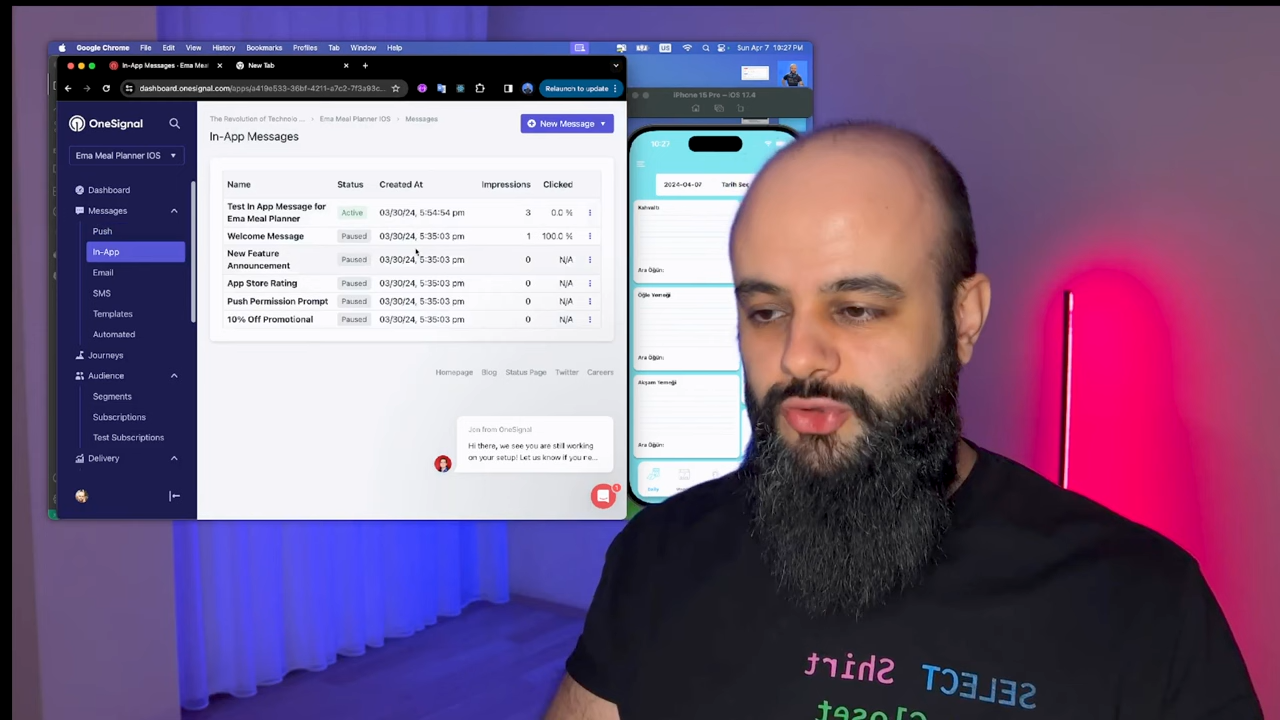 Google Chrome File Edit View History Bookmarks Profiles Tab Window Help US Sun Apr 7 10:27 PM
In-App Messages · Ema Mea New Tab
dashboard.onesignal.com/apps/a419e533-36bf-4211-a7c2-7f3a93c... Relaunch to update
iPhone 15 Pro – iOS 17.4
OneSignal
The Revolution of Technolo ... Ema Meal Planner IOS Messages
In-App Messages
New Message
Ema Meal Planner IOS
Dashboard
Messages
Push
In-App
Email
SMS
Templates
Automated
Journeys
Audience
Segments
Subscriptions
Test Subscriptions
Delivery
Name Status Created At Impressions Clicked
Test In App Message for
Ema Meal Planner Active 03/30/24, 5:54:54 pm 3 0.0 %
Welcome Message Paused 03/30/24, 5:35:03 pm 1 100.0 %
New Feature
Announcement Paused 03/30/24, 5:35:03 pm 0 N/A
App Store Rating Paused 03/30/24, 5:35:03 pm 0 N/A
Push Permission Prompt Paused 03/30/24, 5:35:03 pm 0 N/A
10% Off Promotional Paused 03/30/24, 5:35:03 pm 0 N/A
Homepage Blog Status Page Twitter Careers
Jon from OneSignal
Hi there, we see you are still working
on your setup! Let us know if you're...
1
10:27
2024-04-07 Tarih Seç
Kahvaltı
Ara Öğün:
Öğle Yemeği
Ara Öğün:
Akşam Yemeği
Ara Öğün:
SELECT Shirt
Closet